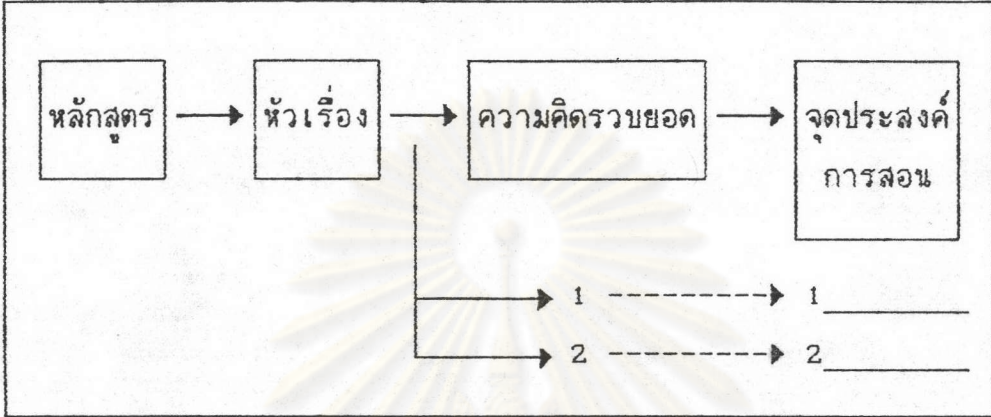 หลักสูตร
หัวเรื่อง
ความคิดรวบยอด
จุดประสงค์
การสอน
1 1
2 2